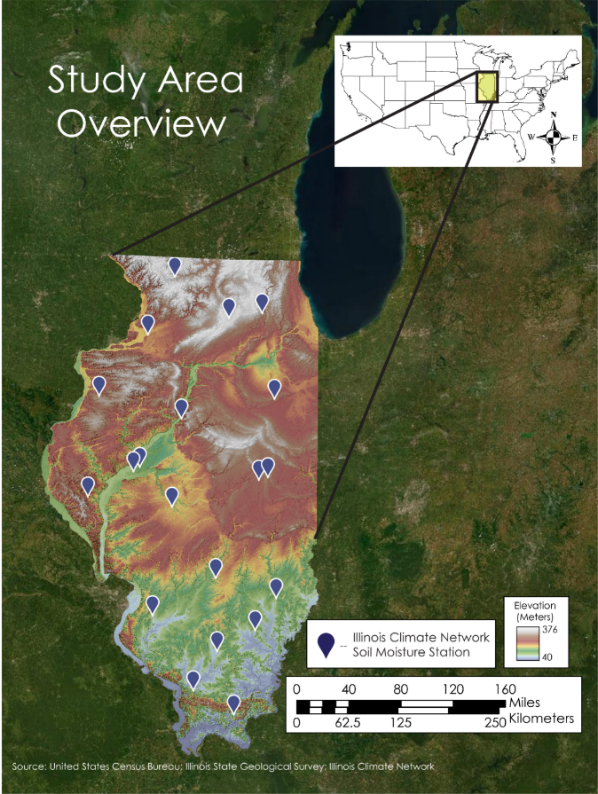 Study Area
Overview
N
W E
S
Elevation
(Meters)
376
40
-- Illinois Climate Network
Soil Moisture Station
0 40 80 120 160
Miles
0 62.5 125 250 Kilometers
Source: United States Census Bureau; Illinois State Geological Survey; Illinois Climate Network